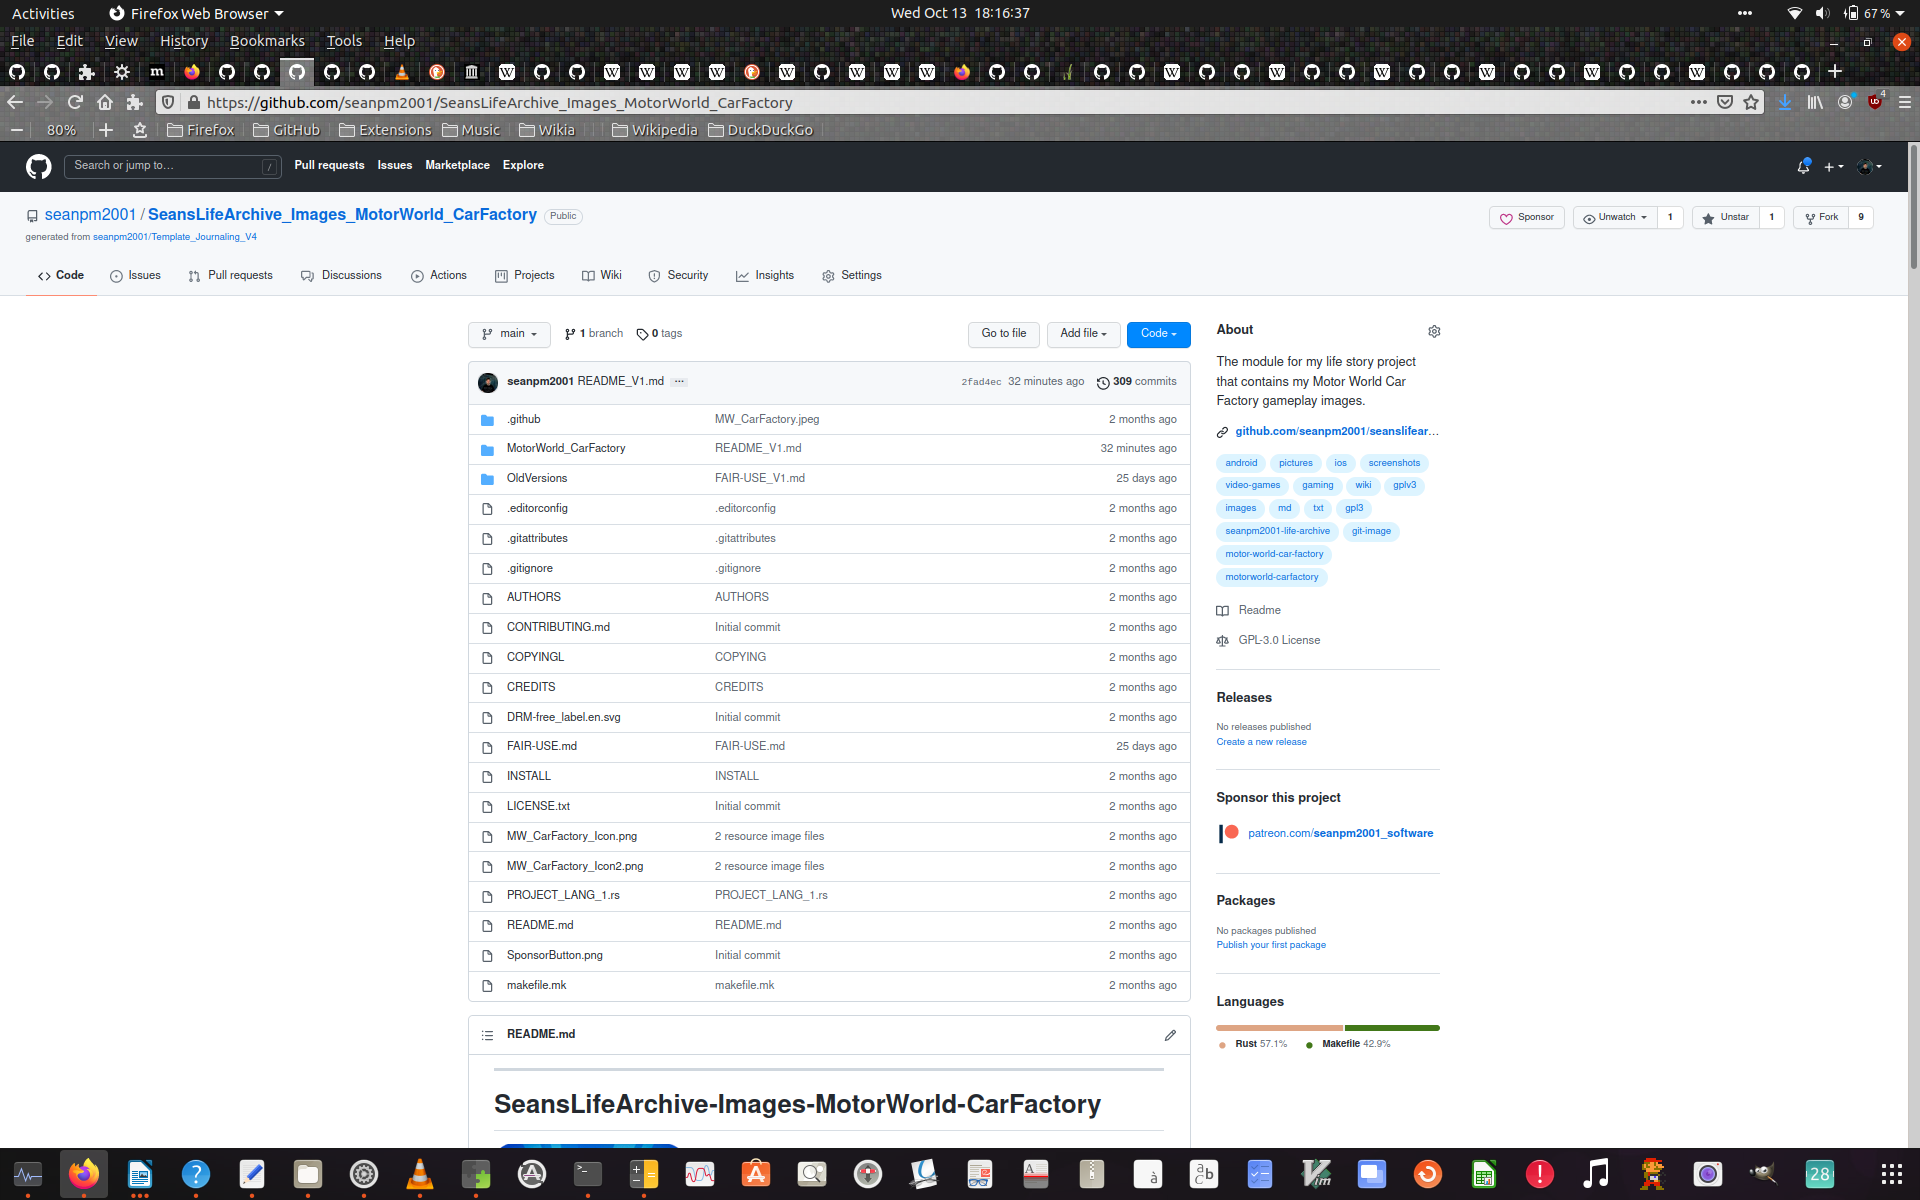 Activities Firefox Web Browser Wed Oct 13 18:16:37 67 %
File Edit View History Bookmarks Tools Help
https://github.com/seanpm2001/SeansLifeArchive_Images_MotorWorld_CarFactory 4
80% Firefox GitHub Extensions Music Wikia Wikipedia DuckDuckGo
Search or jump to… / Pull requests Issues Marketplace Explore
seanpm2001 / SeansLifeArchive_Images_MotorWorld_CarFactory Public Sponsor Unwatch 1 Unstar 1 Fork 9
generated from seanpm2001/Template_Journaling_V4
Code Issues Pull requests Discussions Actions Projects Wiki Security Insights Settings
main 1 branch 0 tags Go to file Add file Code
seanpm2001 README_V1.md ... 2fad4ec 32 minutes ago 309 commits
.github MW_CarFactory.jpeg 2 months ago
MotorWorld_CarFactory README_V1.md 32 minutes ago
OldVersions FAIR-USE_V1.md 25 days ago
.editorconfig .editorconfig 2 months ago
.gitattributes .gitattributes 2 months ago
.gitignore .gitignore 2 months ago
AUTHORS AUTHORS 2 months ago
CONTRIBUTING.md Initial commit 2 months ago
COPYINGL COPYING 2 months ago
CREDITS CREDITS 2 months ago
DRM-free_label.en.svg Initial commit 2 months ago
FAIR-USE.md FAIR-USE.md 25 days ago
INSTALL INSTALL 2 months ago
LICENSE.txt Initial commit 2 months ago
MW_CarFactory_Icon.png 2 resource image files 2 months ago
MW_CarFactory_Icon2.png 2 resource image files 2 months ago
PROJECT_LANG_1.rs PROJECT_LANG_1.rs 2 months ago
README.md README.md 2 months ago
SponsorButton.png Initial commit 2 months ago
makefile.mk makefile.mk 2 months ago
README.md
SeansLifeArchive-Images-MotorWorld-CarFactory
About
The module for my life story project
that contains my Motor World Car
Factory gameplay images.
github.com/seanpm2001/seanslifear…
android pictures ios screenshots
video-games gaming wiki gplv3
images md txt gpl3
seanpm2001-life-archive git-image
motor-world-car-factory
motorworld-carfactory
Readme
GPL-3.0 License
Releases
No releases published
Create a new release
Sponsor this project
patreon.com/seanpm2001_software
Packages
No packages published
Publish your first package
Languages
Rust 57.1% Makefile 42.9%
28